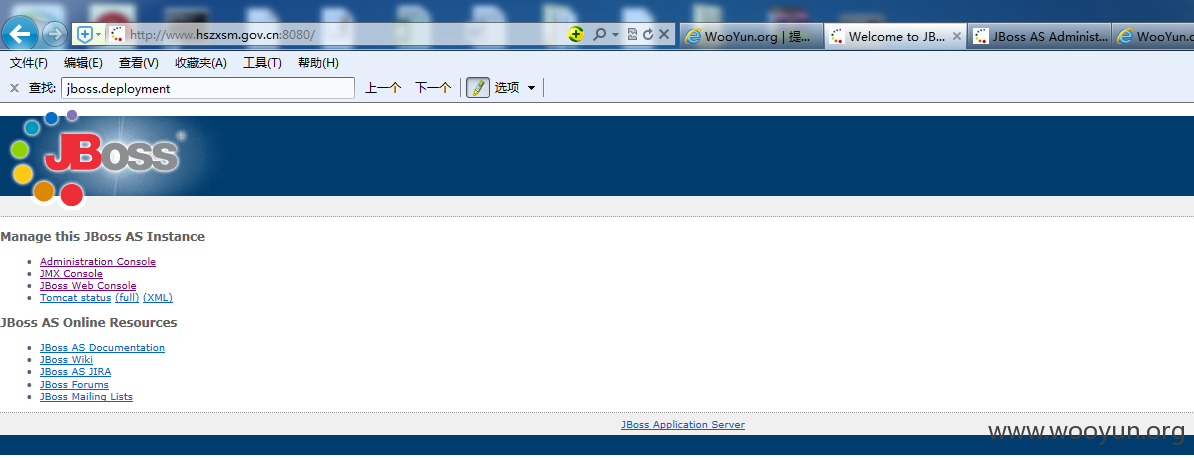 http://www.hszxsm.gov.cn:8080/
WooYun.org | 提...
Welcome to JB...
JBoss AS Administ...
WooYun.o
文件(F) 编辑(E) 查看(V) 收藏夹(A) 工具(T) 帮助(H)
x 查找: jboss.deployment 上一个 下一个 选项
JBoss®
Manage this JBoss AS Instance
Administration Console
JMX Console
JBoss Web Console
Tomcat status (full) (XML)
JBoss AS Online Resources
JBoss AS Documentation
JBoss Wiki
JBoss AS JIRA
JBoss Forums
JBoss Mailing Lists
JBoss Application Server
www.wooyun.org